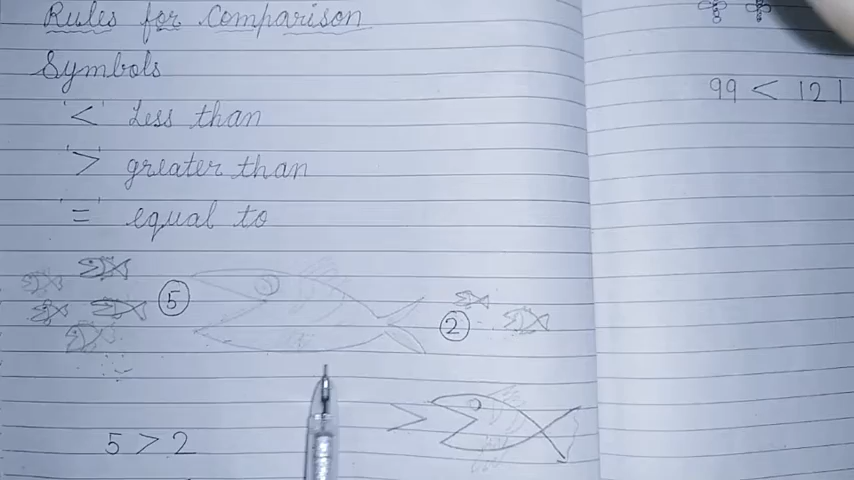 Rules for Comparison
Symbols
'<' Less than
'>' greater than
'=' equal to
5
2
>
5 > 2
99 < 121